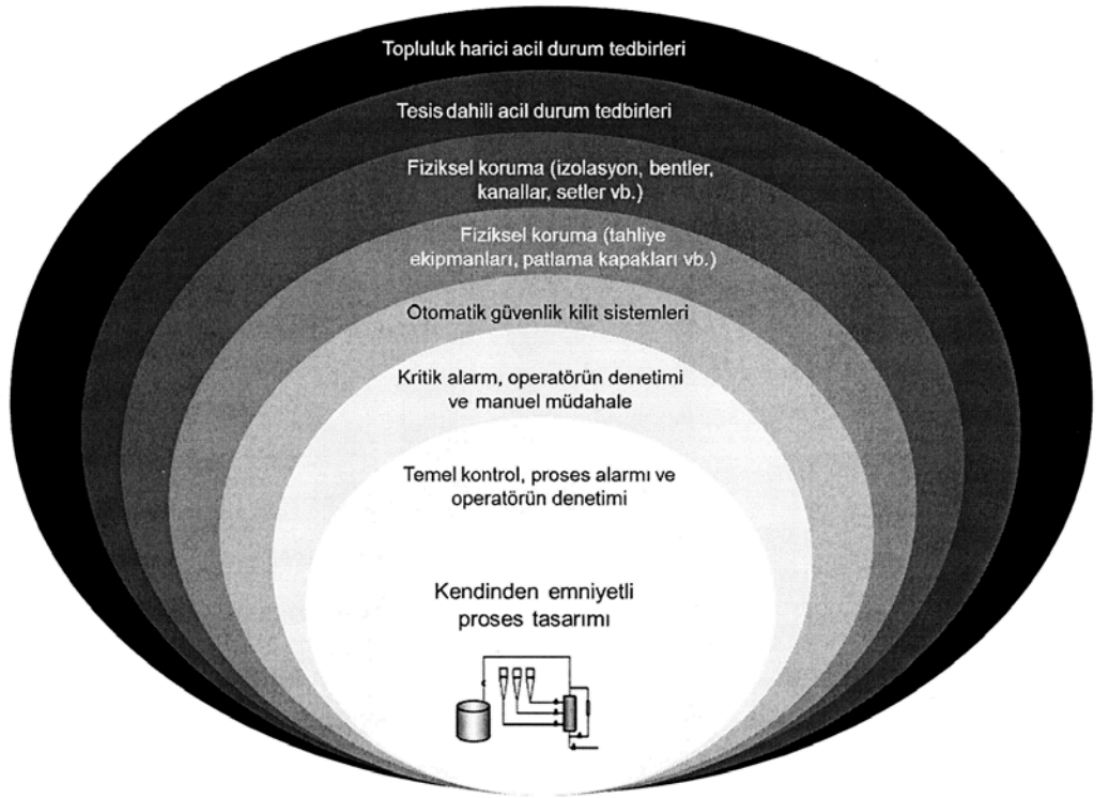 Topluluk harici acil durum tedbirleri
Tesis dahili acil durum tedbirleri
Fiziksel koruma (izolasyon, bentler,
kanallar, setler vb.)
Fiziksel koruma (tahliye
ekipmanları, patlama kapakları vb.)
Otomatik güvenlik kilit sistemleri
Kritik alarm, operatörün denetimi
ve manuel müdahale
Temel kontrol, proses alarmı ve
operatörün denetimi
Kendinden emniyetli
proses tasarımı